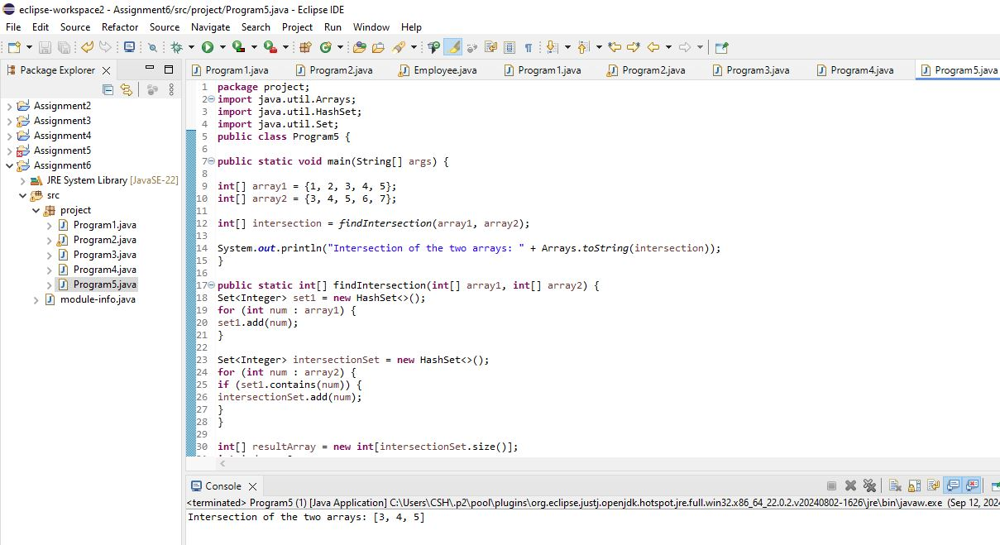 eclipse-workspace2 - Assignment6/src/project/Program5.java - Eclipse IDE
File Edit Source Refactor Source Navigate Search Project Run Window Help
Package Explorer
Program1.java Program2.java Employee.java Program1.java Program2.java Program3.java Program4.java Program5.java
Assignment2
Assignment3
Assignment4
Assignment5
Assignment6
JRE System Library [JavaSE-22]
src
project
Program1.java
Program2.java
Program3.java
Program4.java
Program5.java
module-info.java
1 package project;
2 import java.util.Arrays;
3 import java.util.HashSet;
4 import java.util.Set;
5 public class Program5 {
6
7 public static void main(String[] args) {
8
9 int[] array1 = {1, 2, 3, 4, 5};
10 int[] array2 = {3, 4, 5, 6, 7};
11
12 int[] intersection = findIntersection(array1, array2);
13
14 System.out.println("Intersection of the two arrays: " + Arrays.toString(intersection));
15 }
16
17 public static int[] findIntersection(int[] array1, int[] array2) {
18 Set<Integer> set1 = new HashSet<>();
19 for (int num : array1) {
20 set1.add(num);
21 }
22
23 Set<Integer> intersectionSet = new HashSet<>();
24 for (int num : array2) {
25 if (set1.contains(num)) {
26 intersectionSet.add(num);
27 }
28 }
29
30 int[] resultArray = new int[intersectionSet.size()];
Console
<terminated> Program5 (1) [Java Application] C:\Users\CSH\.p2\pool\plugins\org.eclipse.justj.openjdk.hotspot.jre.full.win32.x86_64_22.0.2.v20240802-1626\jre\bin\javaw.exe (Sep 12, 2024
Intersection of the two arrays: [3, 4, 5]